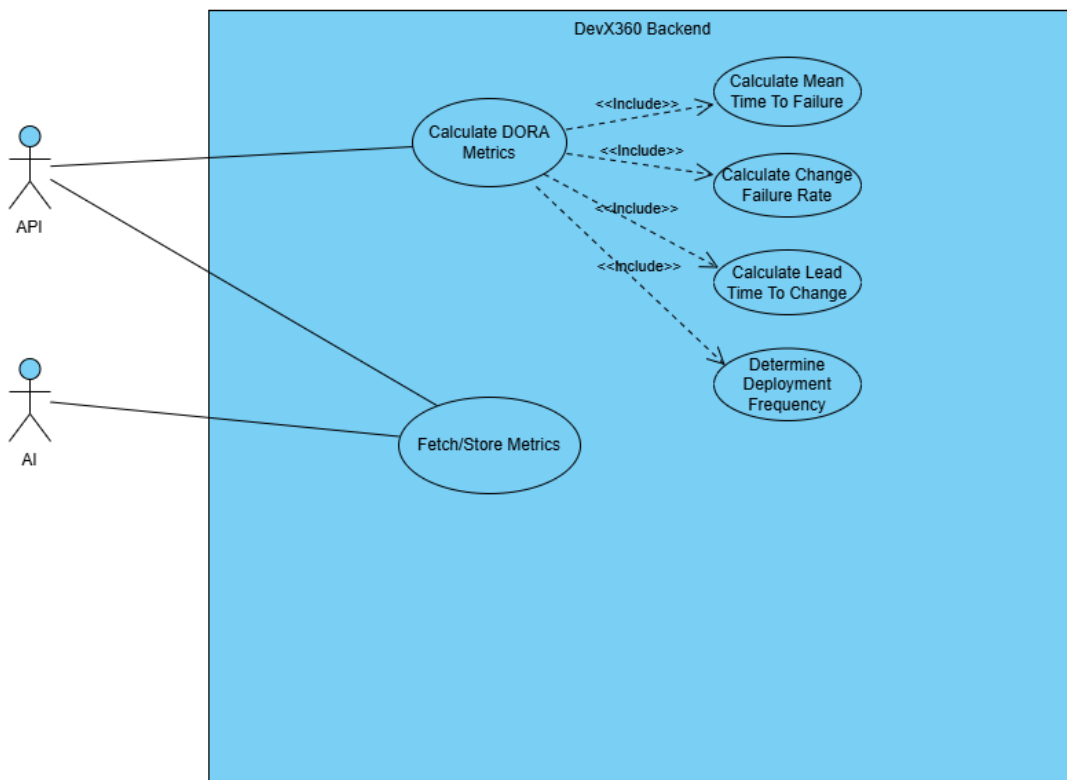 DevX360 Backend
Calculate Mean
Time To Failure
<<Include>>
Calculate DORA
Metrics
<<Include>>
Calculate Change
Failure Rate
<<Include>>
API
<<Include>>
Calculate Lead
Time To Change
Determine
Deployment
Frequency
Fetch/Store Metrics
AI